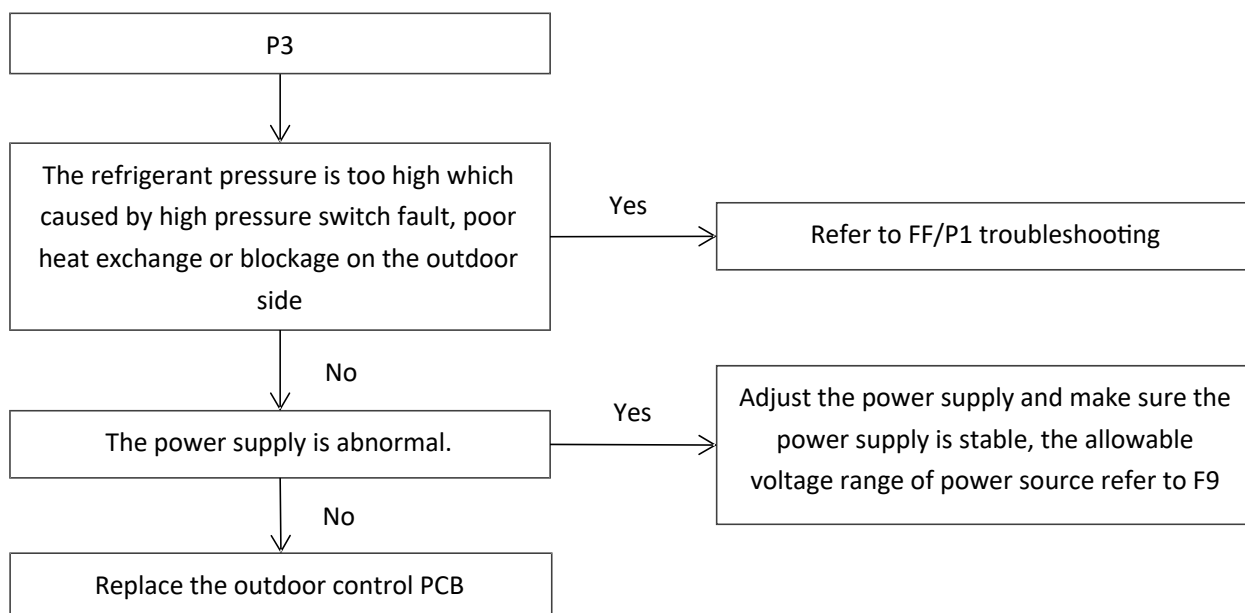 P3
The refrigerant pressure is too high which
caused by high pressure switch fault, poor
heat exchange or blockage on the outdoor
side
Yes
Refer to FF/P1 troubleshooting
No
The power supply is abnormal.
Yes
Adjust the power supply and make sure the
power supply is stable, the allowable
voltage range of power source refer to F9
No
Replace the outdoor control PCB